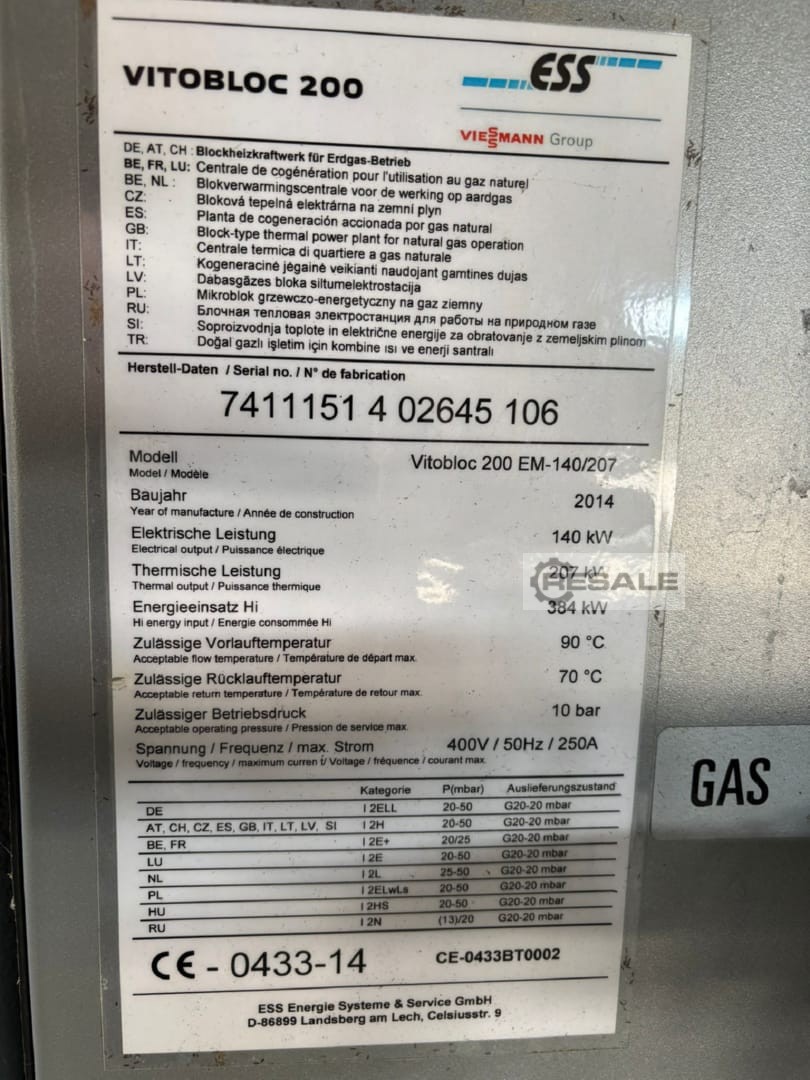 VITOBLOC 200
ESS
VIESSMANN Group
DE, AT, CH : Blockheizkraftwerk für Erdgas-Betrieb
BE, FR, LU: Centrale de cogénération pour l'utilisation au gaz naturel
BE, NL : Blokverwarmingscentrale voor de werking op aardgas
CZ: Bloková tepelná elektrárna na zemni plyn
ES: Planta de cogeneración accionada por gas natural
GB: Block-type thermal power plant for natural gas operation
IT: Centrale termica di quartiere a gas naturale
LT: Kogeneracinė jėgainė veikianti naudojant gamtines dujas
LV: Dabasgāzes bloka siltumelektrostacija
PL: Mikroblok grzewczo-energetyczny na gaz ziemny
RU: Блочная тепловая электростанция для работы на природном газе
SI: Soproizvodnja toplote in električne energije za obratovanje z zemeljskim plinom
TR: Doğal gazlı işletim için kombine ısı ve enerji santralı
Herstell-Daten / Serial no. / N° de fabrication
7411151 4 02645 106
Modell Vitobloc 200 EM-140/207
Model / Modèle
Baujahr 2014
Year of manufacture / Année de construction
Elektrische Leistung 140 kW
Electrical output / Puissance électrique
Thermische Leistung 207 kW
Thermal output / Puissance thermique
RESALE
Energieeinsatz Hi 384 kW
Hi energy input / Energie consommée Hi
Zulässige Vorlauftemperatur 90 °C
Acceptable flow temperature / Température de départ max.
Zulässige Rücklauftemperatur 70 °C
Acceptable return temperature / Température de retour max.
Zulässiger Betriebsdruck 10 bar
Acceptable operating pressure / Pression de service max.
Spannung / Frequenz / max. Strom 400V / 50Hz / 250A
Voltage / frequency / maximum curren t/ Voltage / fréquence / courant max.
GAS
Kategorie P(mbar) Auslieferungszustand
DE I 2ELL 20-50 G20-20 mbar
AT, CH, CZ, ES, GB, IT, LT, LV, SI I 2H 20-50 G20-20 mbar
BE, FR I 2E+ 20/25 G20-20 mbar
LU I 2E 20-50 G20-20 mbar
NL I 2L 25-50 G20-20 mbar
PL I 2ELwLs 20-50 G20-20 mbar
HU I 2HS 20-50 G20-20 mbar
RU I 2N (13)/20 G20-20 mbar
CE - 0433-14 CE-0433BT0002
ESS Energie Systeme & Service GmbH
D-86899 Landsberg am Lech, Celsiusstr. 9